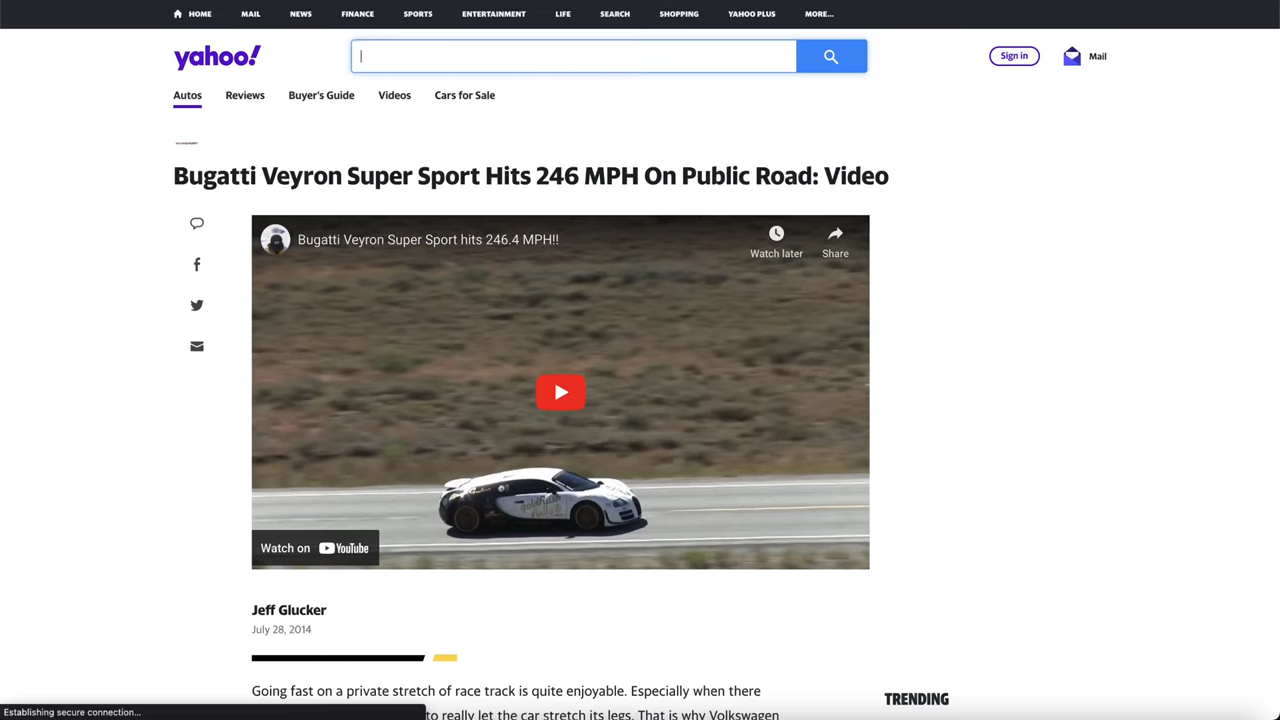 HOME MAIL NEWS FINANCE SPORTS ENTERTAINMENT LIFE SEARCH SHOPPING YAHOO PLUS MORE...
yahoo!
Sign in
Mail
Autos Reviews Buyer's Guide Videos Cars for Sale
Bugatti Veyron Super Sport Hits 246 MPH On Public Road: Video
Bugatti Veyron Super Sport hits 246.4 MPH!!
Watch later
Share
Watch on YouTube
Jeff Glucker
July 28, 2014
Going fast on a private stretch of race track is quite enjoyable. Especially when there
to really let the car stretch its legs. That is why Volkswagen
TRENDING
Establishing secure connection...